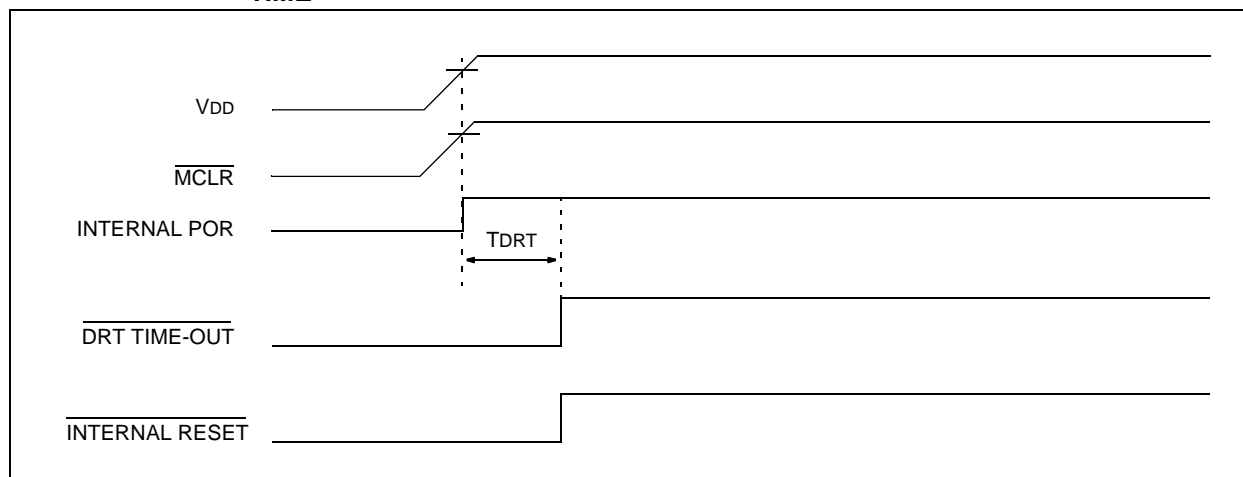 VDD
MCLR
INTERNAL POR
TDRT
DRT TIME-OUT
INTERNAL RESET